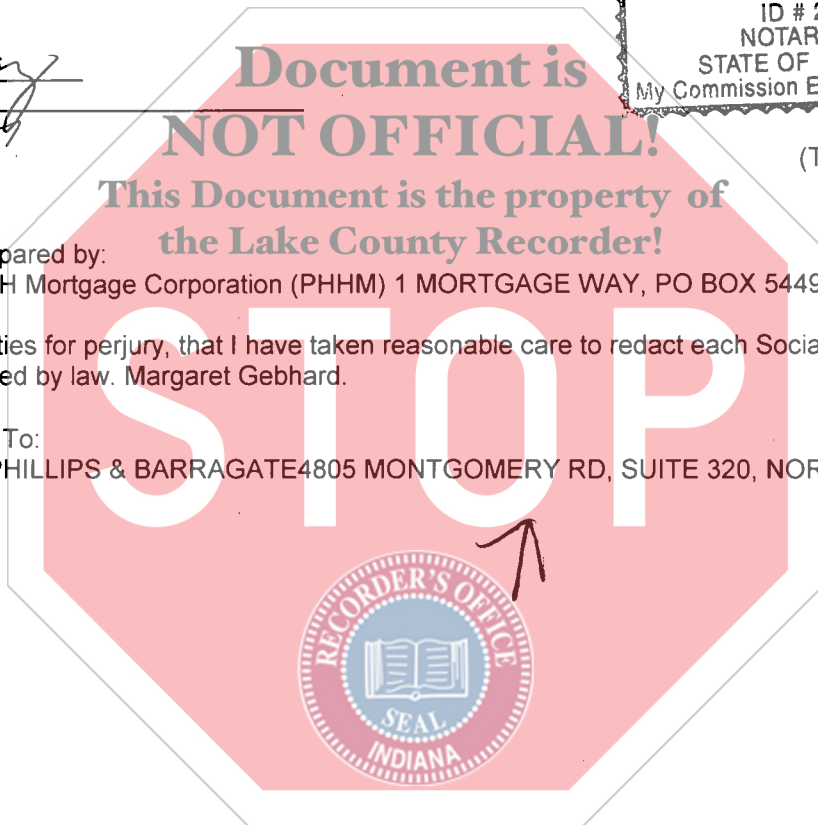 ID # 2
NOTAR
STATE OF
My Commission E
Document is
NOT OFFICIAL!
(T
This Document is the property of
the Lake County Recorder!
pared by:
H Mortgage Corporation (PHHM) 1 MORTGAGE WAY, PO BOX 5449
ties for perjury, that I have taken reasonable care to redact each Socia
ed by law. Margaret Gebhard.
STOP
To:
PHILLIPS & BARRAGATE4805 MONTGOMERY RD, SUITE 320, NOR
RECORDER'S OFFICE
SEAL
INDIANA